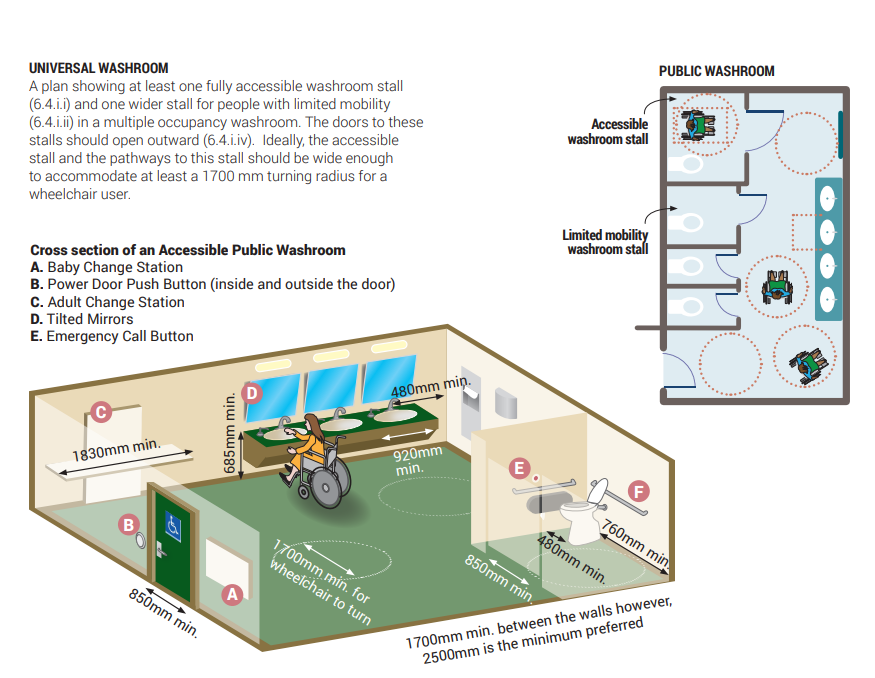 UNIVERSAL WASHROOM
A plan showing at least one fully accessible washroom stall
(6.4.i.i) and one wider stall for people with limited mobility
(6.4.i.ii) in a multiple occupancy washroom. The doors to these
stalls should open outward (6.4.i.iv).  Ideally, the accessible
stall and the pathways to this stall should be wide enough
to accommodate at least a 1700 mm turning radius for a
wheelchair user.
PUBLIC WASHROOM
Accessible
washroom stall
Limited mobility
washroom stall
Cross section of an Accessible Public Washroom
A. Baby Change Station
B. Power Door Push Button (inside and outside the door)
C. Adult Change Station
D. Tilted Mirrors
E. Emergency Call Button
C
1830mm min.
D
685mm min.
480mm min.
920mm
min.
B
A
850mm min.
1700mm min. for
wheelchair to turn
E
F
850mm min.
480mm min.
760mm min.
1700mm min. between the walls however,
2500mm is the minimum preferred